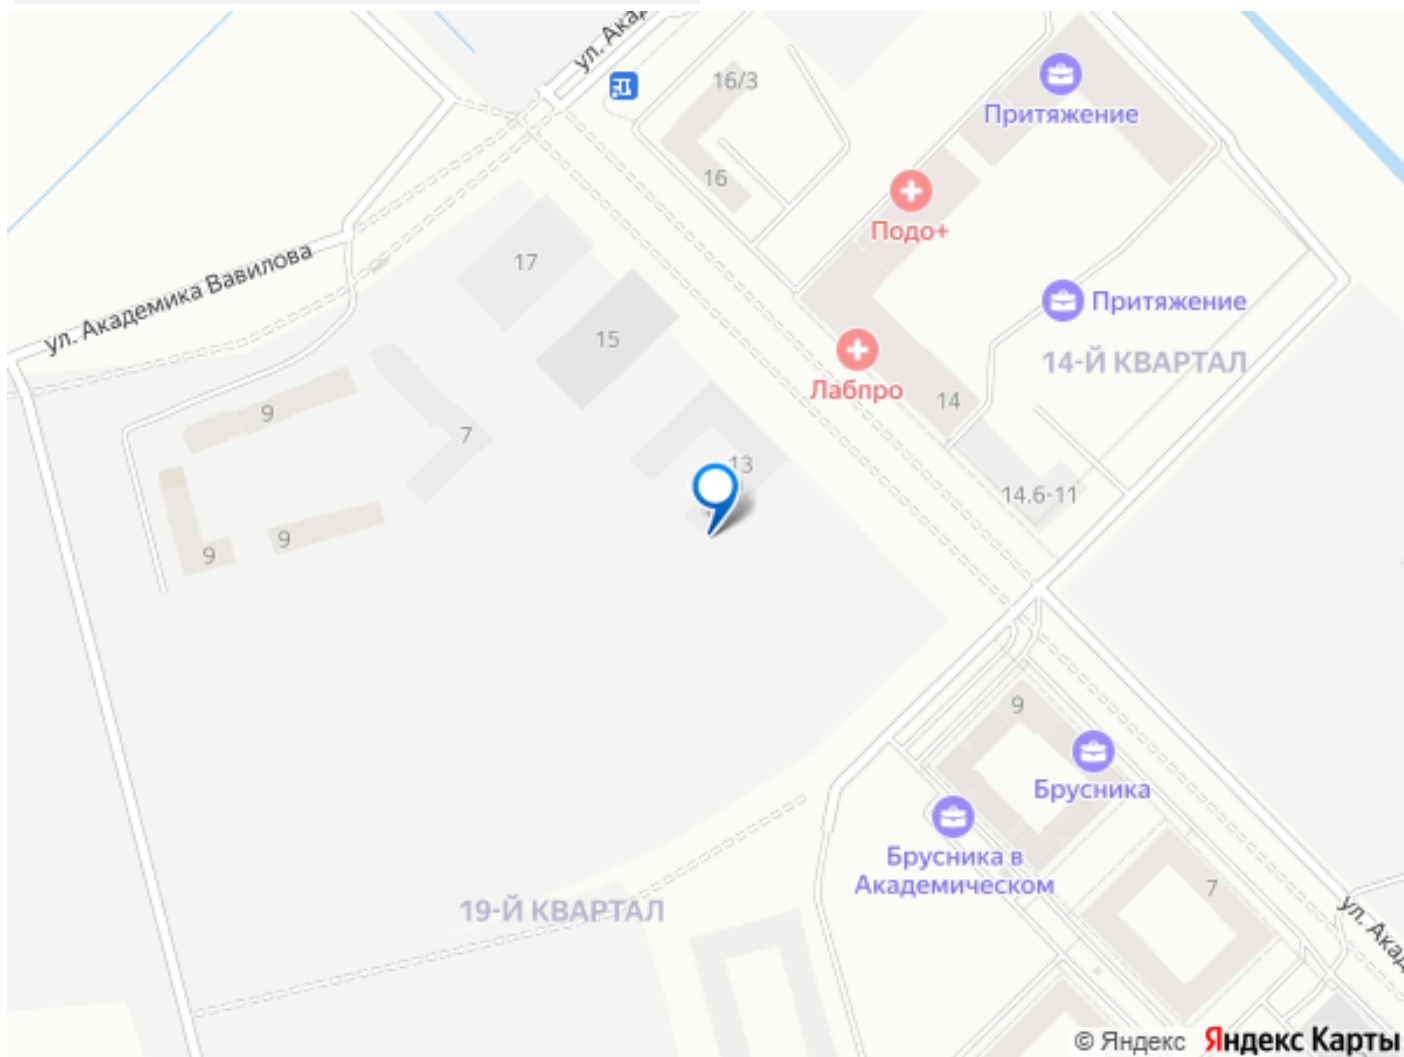 ул. Ака
16/3
Притяжение
16
Подо+
17
ул. Академика Вавилова
15
Притяжение
Лабпро
14-Й КВАРТАЛ
14
9
7
13
14.6-11
9
9
9
Брусника
Брусника в
Академическом
7
19-Й КВАРТАЛ
ул. Акад
© Яндекс Яндекс Карты